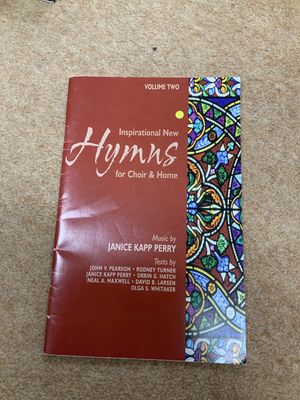 VOLUME TWO
Inspirational New
Hymns
for Choir & Home
Music by
JANICE KAPP PERRY
Texts by
JOHN V. PEARSON • RODNEY TURNER
JANICE KAPP PERRY • ORRIN G. HATCH
NEAL A. MAXWELL • DAVID B. LARSEN
OLGA S. WHITAKER